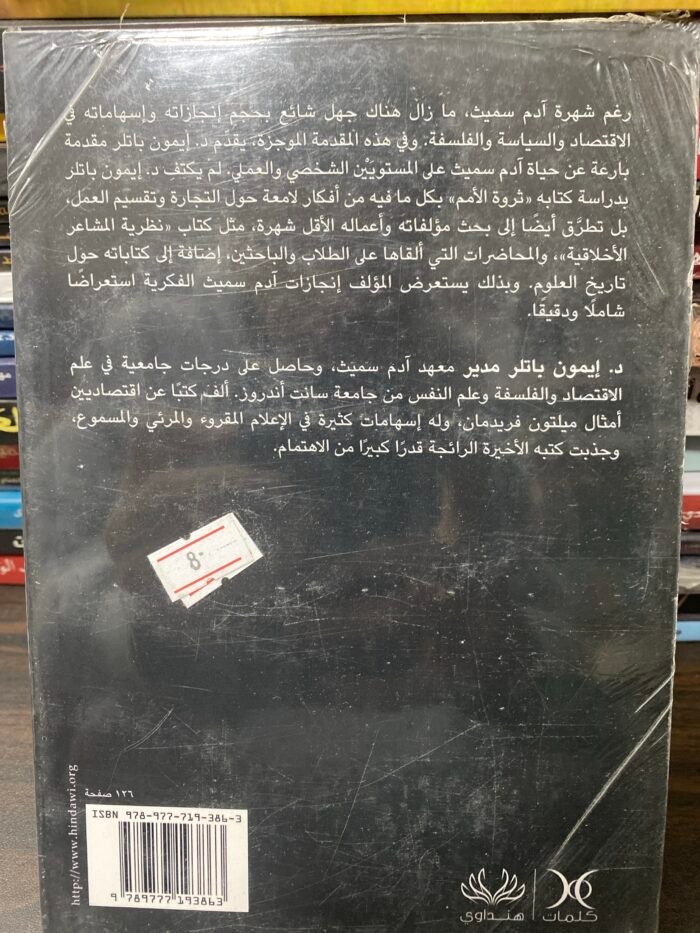 رغم شهرة آدم سميث، ما زال هناك جهل شائع بحجم إنجازاته وإسهاماته في
الاقتصاد والسياسة والفلسفة. وفي هذه المقدمة الموجزة، يقدّم د. إيمون باتلر مقدمة
بارعة عن حياة آدم سميث على المستويَيْن الشخصي والعملي. لم يكتف د. إيمون باتلر
بدراسة كتابه «ثروة الأمم» بكل ما فيه من أفكار لامعة حول التجارة وتقسيم العمل،
بل تطرَّق أيضًا إلى بحث مؤلفاته وأعماله الأقل شهرة، مثل كتاب «نظرية المشاعر
الأخلاقية»، والمحاضرات التي ألقاها على الطلاب والباحثين، إضافة إلى كتاباته حول
تاريخ العلوم. وبذلك يستعرض المؤلف إنجازات آدم سميث الفكرية استعراضًا
شاملًا ودقيقًا.
د. إيمون باتلر مدير معهد آدم سميث، وحاصل على درجات جامعية في علم
الاقتصاد والفلسفة وعلم النفس من جامعة سانت أندروز. ألف كتبًا عن اقتصاديين
أمثال ميلتون فريدمان، وله إسهامات كثيرة في الإعلام المقروء والمرئي والمسموع،
وجذبت كتبه الأخيرة الرائجة قدرًا كبيرًا من الاهتمام.
8-
http://www.hindawi.org
١٢٦ صفحة
ISBN 978-977-719-386-3
9 789777 193863
هنداوي
كلمات